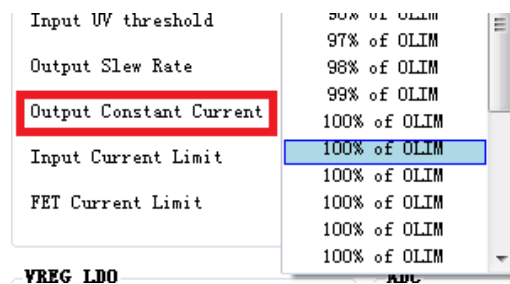 Input UV threshold
Output Slew Rate
Output Constant Current
Input Current Limit
FET Current Limit
VREG LDO
96% of OLIM
97% of OLIM
98% of OLIM
99% of OLIM
100% of OLIM
100% of OLIM
100% of OLIM
100% of OLIM
100% of OLIM
100% of OLIM
ADC